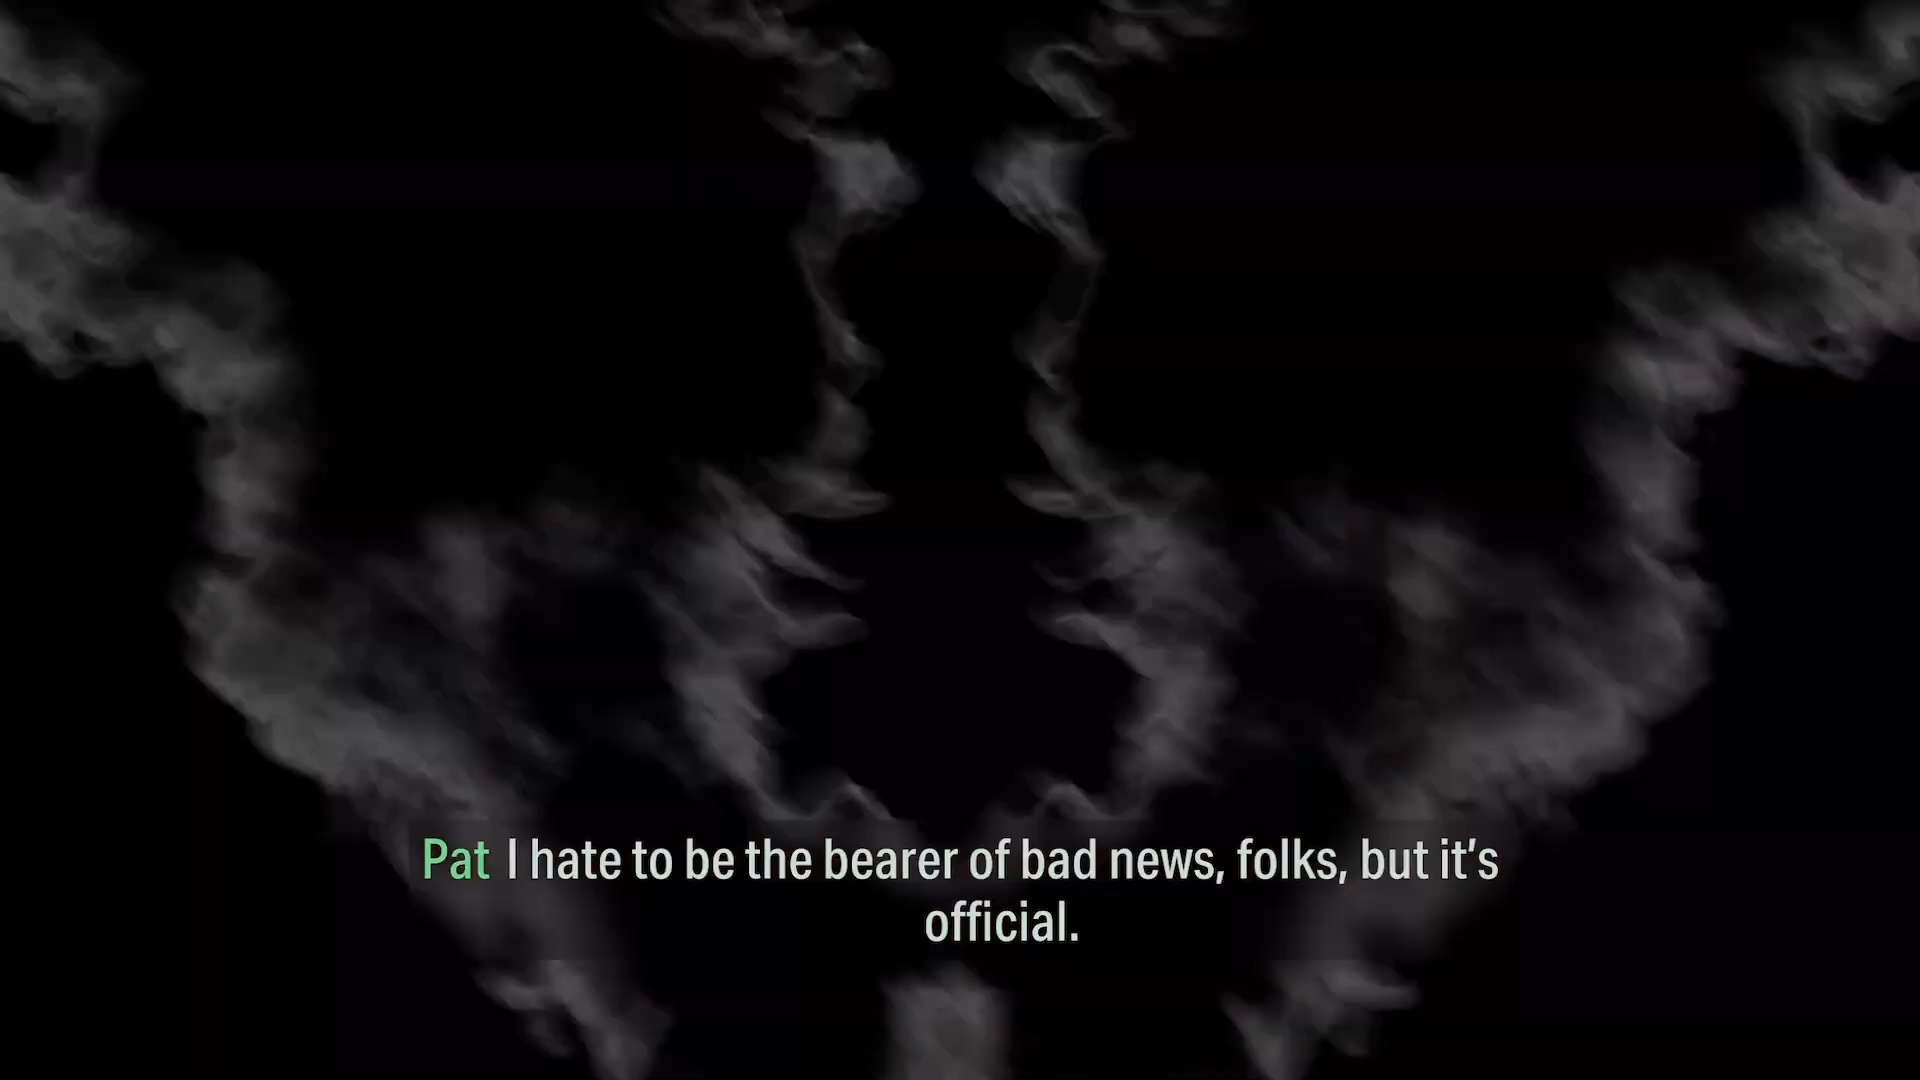 Pat I hate to be the bearer of bad news, folks, but it’s
official.